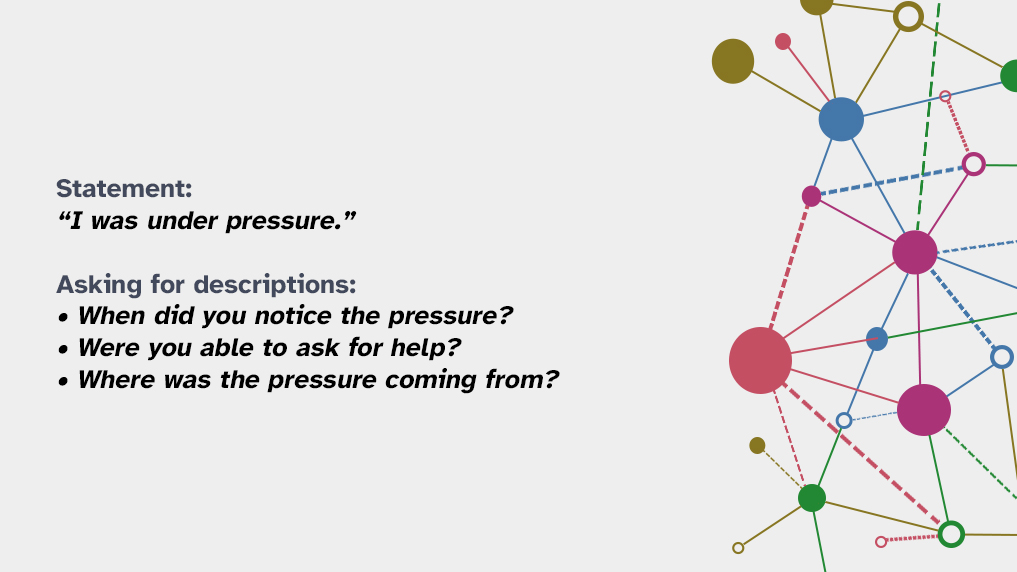 Statement:
“I was under pressure.”
Asking for descriptions:
• When did you notice the pressure?
• Were you able to ask for help?
• Where was the pressure coming from?